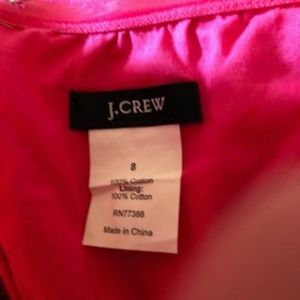 J.CREW
8
100% Cotton
Lining:
100% Cotton
RN77388
Made in China